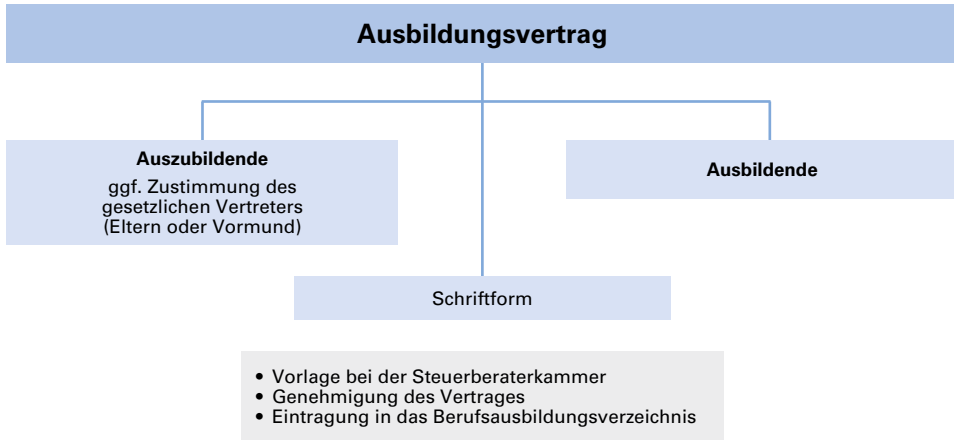 Ausbildungsvertrag
Auszubildende
ggf. Zustimmung des
gesetzlichen Vertreters
(Eltern oder Vormund)
Ausbildende
Schriftform
• Vorlage bei der Steuerberaterkammer
• Genehmigung des Vertrages
• Eintragung in das Berufsausbildungsverzeichnis